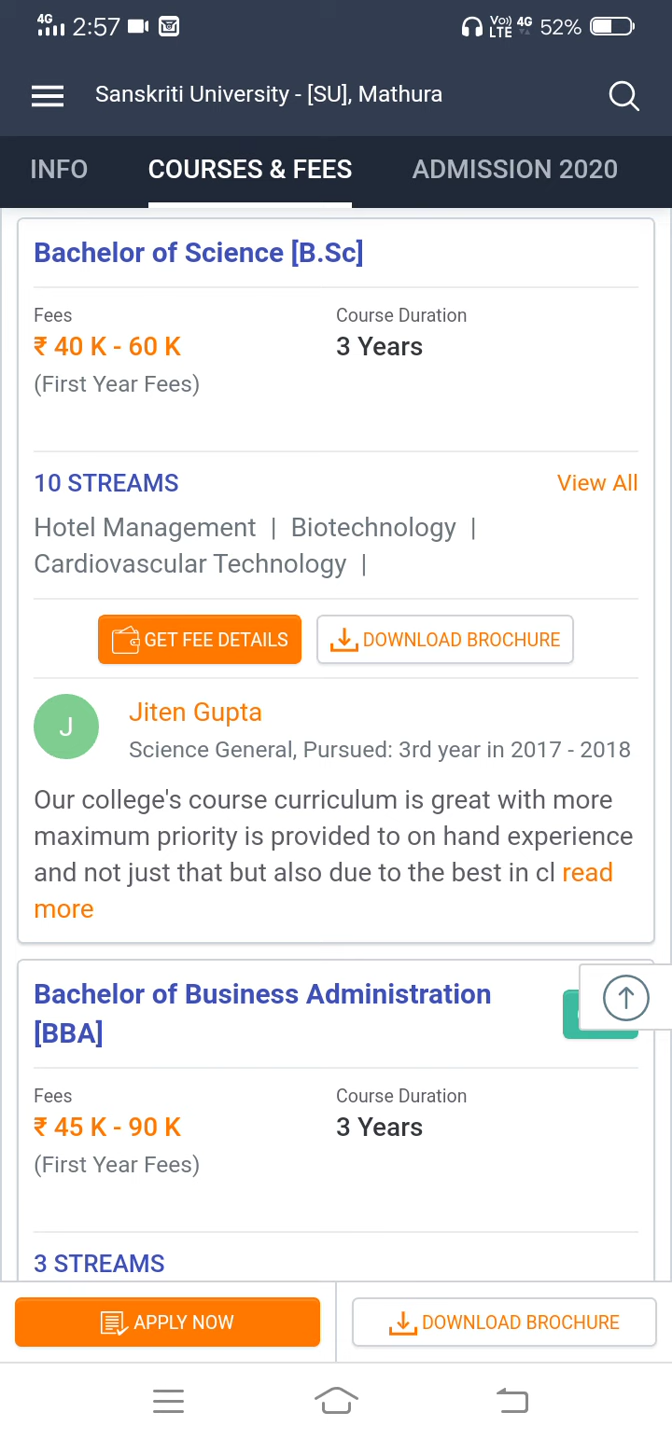 4G 2:57 Vo) LTE 4G 52%
Sanskriti University - [SU], Mathura
INFO COURSES & FEES ADMISSION 2020
Bachelor of Science [B.Sc]
Fees Course Duration
₹ 40 K - 60 K 3 Years
(First Year Fees)
10 STREAMS View All
Hotel Management | Biotechnology |
Cardiovascular Technology |
GET FEE DETAILS DOWNLOAD BROCHURE
J Jiten Gupta
Science General, Pursued: 3rd year in 2017 - 2018
Our college's course curriculum is great with more
maximum priority is provided to on hand experience
and not just that but also due to the best in cl read
more
Bachelor of Business Administration
[BBA]
Fees Course Duration
₹ 45 K - 90 K 3 Years
(First Year Fees)
3 STREAMS
APPLY NOW DOWNLOAD BROCHURE